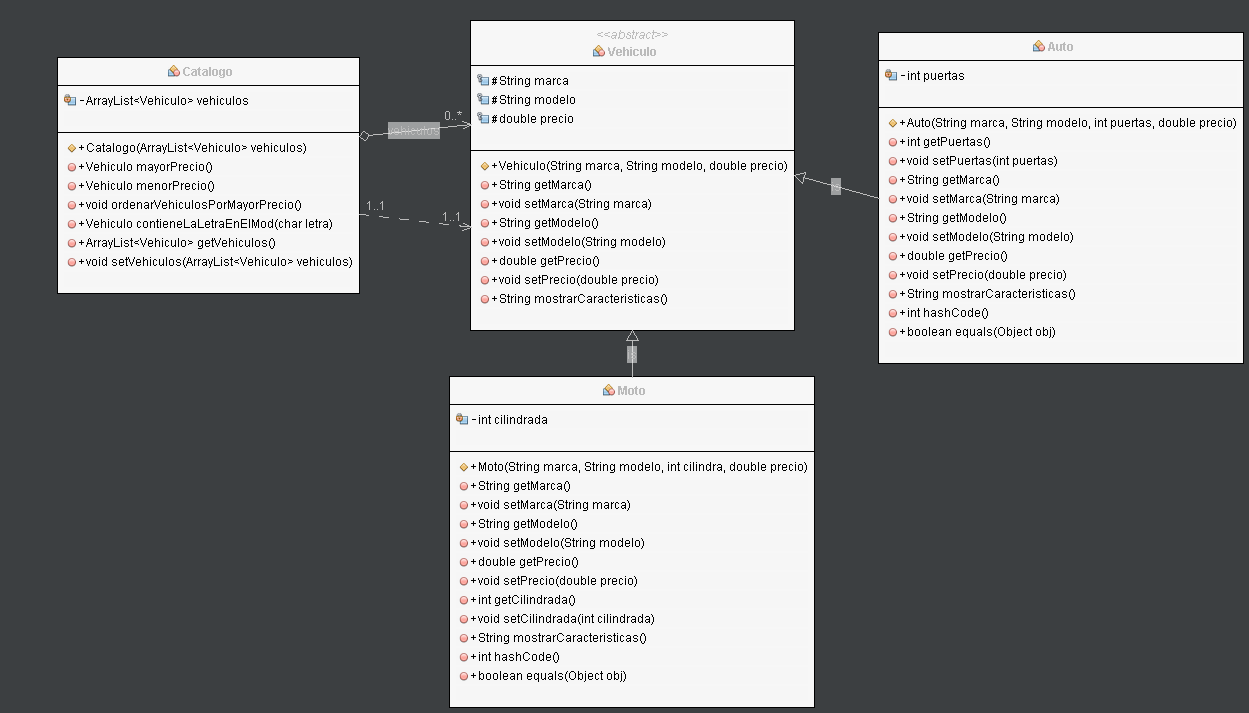 Catalogo
-ArrayList<Vehiculo> vehiculos
+Catalogo(ArrayList<Vehiculo> vehiculos)
+Vehiculo mayorPrecio()
+Vehiculo menorPrecio()
+void ordenarVehiculosPorMayorPrecio()
+Vehiculo contieneLaLetraEnElMod(char letra)
+ArrayList<Vehiculo> getVehiculos()
+void setVehiculos(ArrayList<Vehiculo> vehiculos)
vehiculos
0..*
1..1
1..1
<<abstract>>
Vehiculo
#String marca
#String modelo
#double precio
+Vehiculo(String marca, String modelo, double precio)
+String getMarca()
+void setMarca(String marca)
+String getModelo()
+void setModelo(String modelo)
+double getPrecio()
+void setPrecio(double precio)
+String mostrarCaracteristicas()
Auto
-int puertas
+Auto(String marca, String modelo, int puertas, double precio)
+int getPuertas()
+void setPuertas(int puertas)
+String getMarca()
+void setMarca(String marca)
+String getModelo()
+void setModelo(String modelo)
+double getPrecio()
+void setPrecio(double precio)
+String mostrarCaracteristicas()
+int hashCode()
+boolean equals(Object obj)
Moto
-int cilindrada
+Moto(String marca, String modelo, int cilindra, double precio)
+String getMarca()
+void setMarca(String marca)
+String getModelo()
+void setModelo(String modelo)
+double getPrecio()
+void setPrecio(double precio)
+int getCilindrada()
+void setCilindrada(int cilindrada)
+String mostrarCaracteristicas()
+int hashCode()
+boolean equals(Object obj)